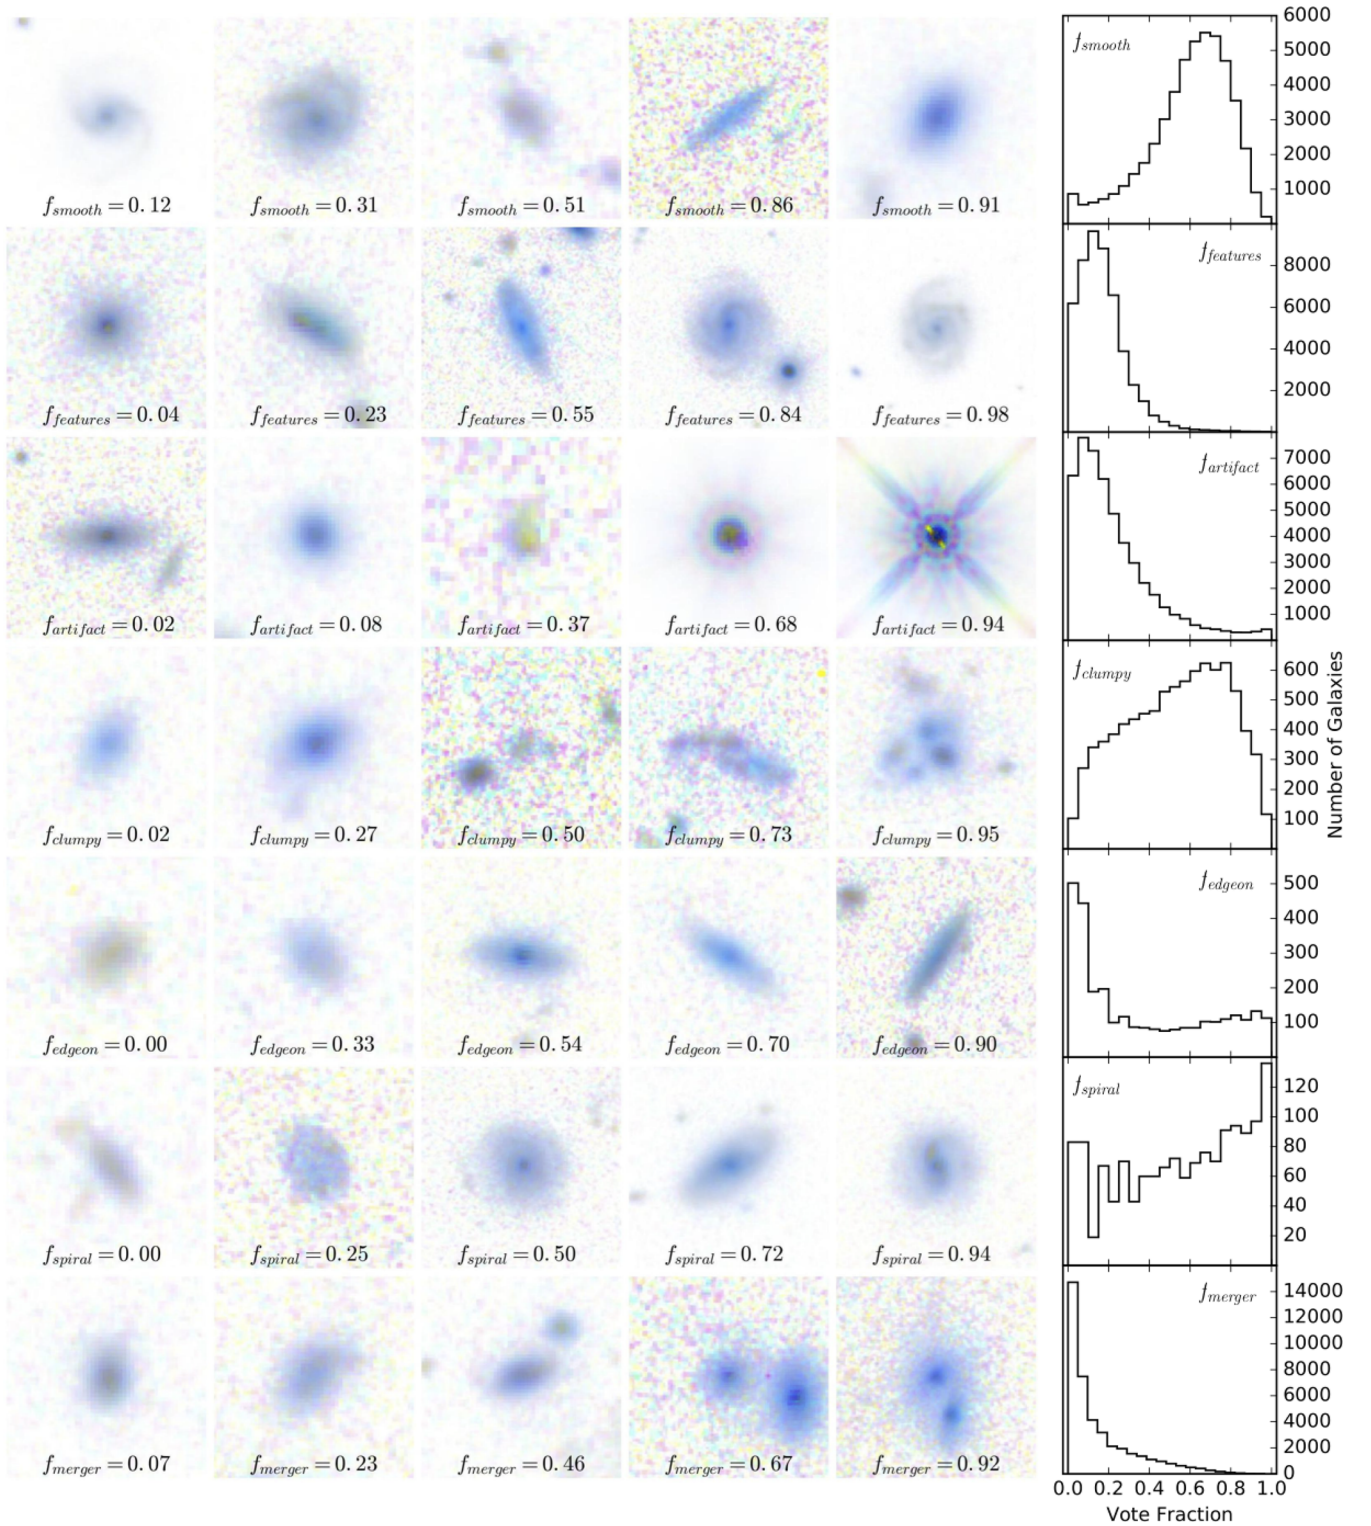 f_smooth = 0.12
f_smooth = 0.31
f_smooth = 0.51
f_smooth = 0.86
f_smooth = 0.91
f_smooth
6000
5000
4000
3000
2000
1000
f_features = 0.04
f_features = 0.23
f_features = 0.55
f_features = 0.84
f_features = 0.98
f_features
8000
6000
4000
2000
f_artifact = 0.02
f_artifact = 0.08
f_artifact = 0.37
f_artifact = 0.68
f_artifact = 0.94
f_artifact
7000
6000
5000
4000
3000
2000
1000
f_clumpy = 0.02
f_clumpy = 0.27
f_clumpy = 0.50
f_clumpy = 0.73
f_clumpy = 0.95
f_clumpy
600
500
400
300
200
100
Number of Galaxies
f_edgeon = 0.00
f_edgeon = 0.33
f_edgeon = 0.54
f_edgeon = 0.70
f_edgeon = 0.90
f_edgeon
500
400
300
200
100
f_spiral = 0.00
f_spiral = 0.25
f_spiral = 0.50
f_spiral = 0.72
f_spiral = 0.94
f_spiral
120
100
80
60
40
20
f_merger = 0.07
f_merger = 0.23
f_merger = 0.46
f_merger = 0.67
f_merger = 0.92
f_merger
14000
12000
10000
8000
6000
4000
2000
0
0.0 0.2 0.4 0.6 0.8 1.0
Vote Fraction